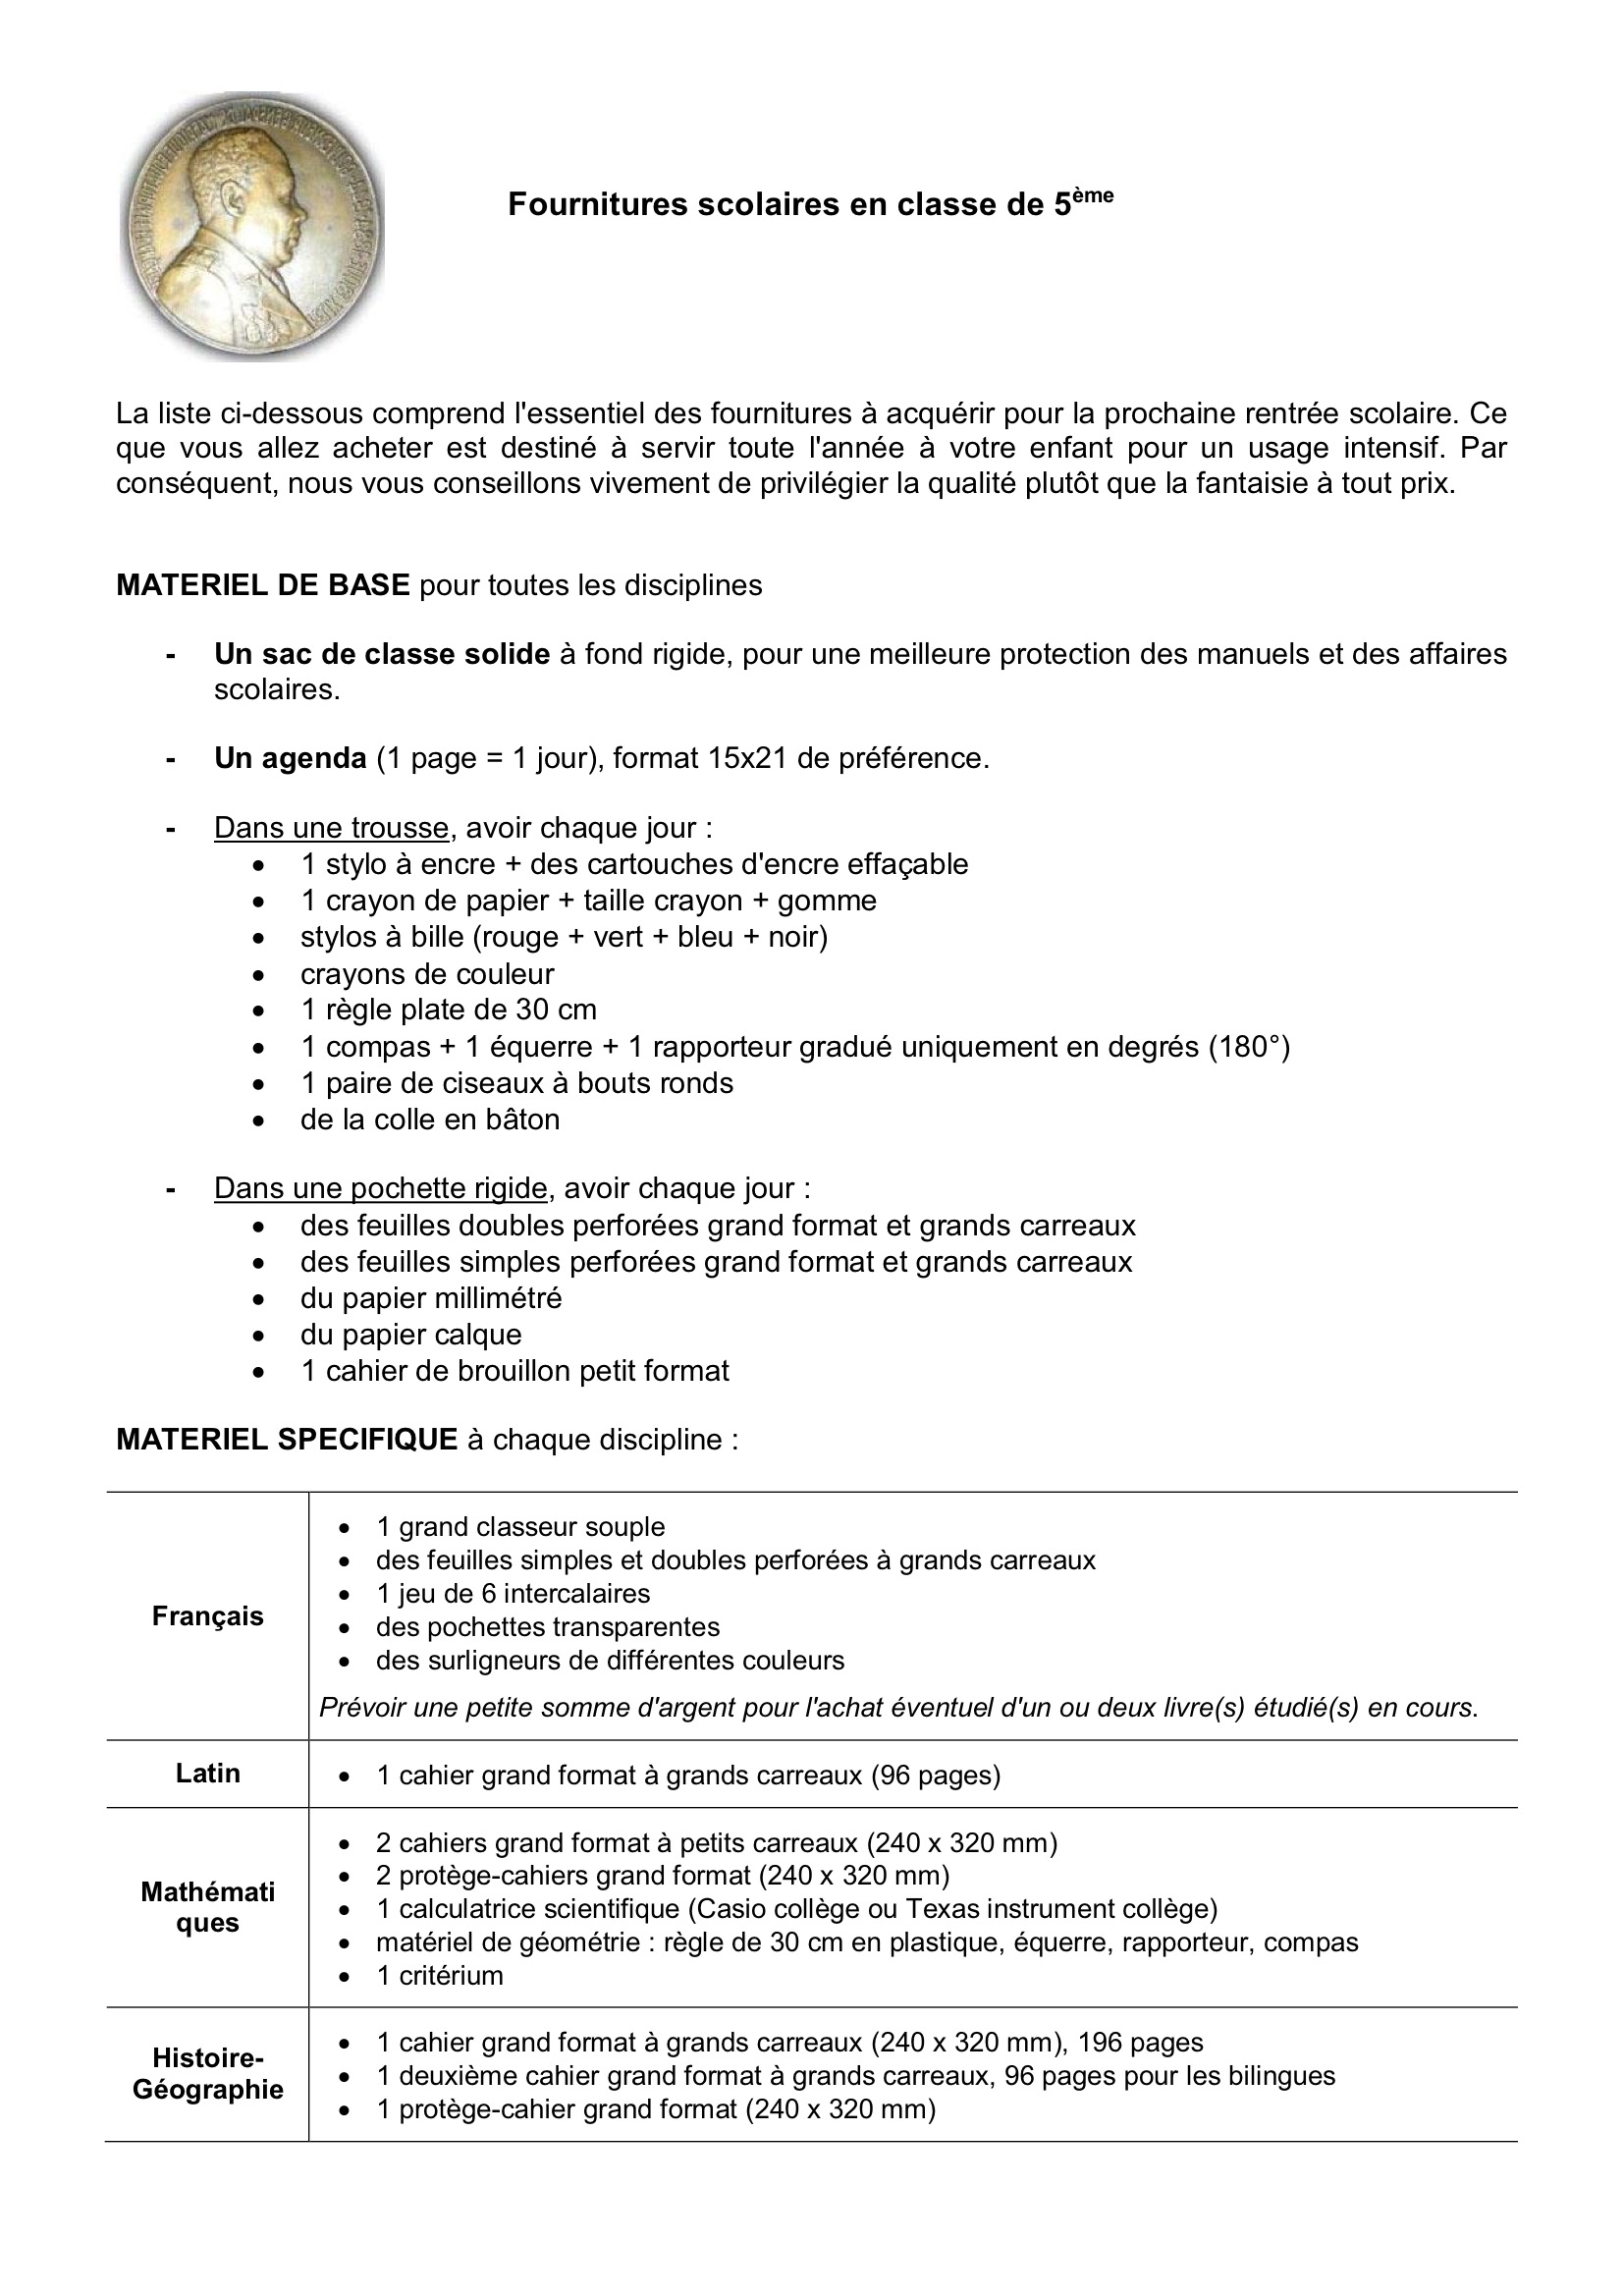 Fournitures scolaires en classe de 5ème
La liste ci-dessous comprend l'essentiel des fournitures à acquérir pour la prochaine rentrée scolaire. Ce
que vous allez acheter est destiné à servir toute l'année à votre enfant pour un usage intensif. Par
conséquent, nous vous conseillons vivement de privilégier la qualité plutôt que la fantaisie à tout prix.
MATERIEL DE BASE pour toutes les disciplines
- Un sac de classe solide à fond rigide, pour une meilleure protection des manuels et des affaires
scolaires.
- Un agenda (1 page = 1 jour), format 15x21 de préférence.
- Dans une trousse, avoir chaque jour :
• 1 stylo à encre + des cartouches d'encre effaçable
• 1 crayon de papier + taille crayon + gomme
• stylos à bille (rouge + vert + bleu + noir)
• crayons de couleur
• 1 règle plate de 30 cm
• 1 compas + 1 équerre + 1 rapporteur gradué uniquement en degrés (180°)
• 1 paire de ciseaux à bouts ronds
• de la colle en bâton
- Dans une pochette rigide, avoir chaque jour :
• des feuilles doubles perforées grand format et grands carreaux
• des feuilles simples perforées grand format et grands carreaux
• du papier millimétré
• du papier calque
• 1 cahier de brouillon petit format
MATERIEL SPECIFIQUE à chaque discipline :
Français
• 1 grand classeur souple
• des feuilles simples et doubles perforées à grands carreaux
• 1 jeu de 6 intercalaires
• des pochettes transparentes
• des surligneurs de différentes couleurs
Prévoir une petite somme d'argent pour l'achat éventuel d'un ou deux livre(s) étudié(s) en cours.
Latin
• 1 cahier grand format à grands carreaux (96 pages)
Mathémati
ques
• 2 cahiers grand format à petits carreaux (240 x 320 mm)
• 2 protège-cahiers grand format (240 x 320 mm)
• 1 calculatrice scientifique (Casio collège ou Texas instrument collège)
• matériel de géométrie : règle de 30 cm en plastique, équerre, rapporteur, compas
• 1 critérium
Histoire-
Géographie
• 1 cahier grand format à grands carreaux (240 x 320 mm), 196 pages
• 1 deuxième cahier grand format à grands carreaux, 96 pages pour les bilingues
• 1 protège-cahier grand format (240 x 320 mm)